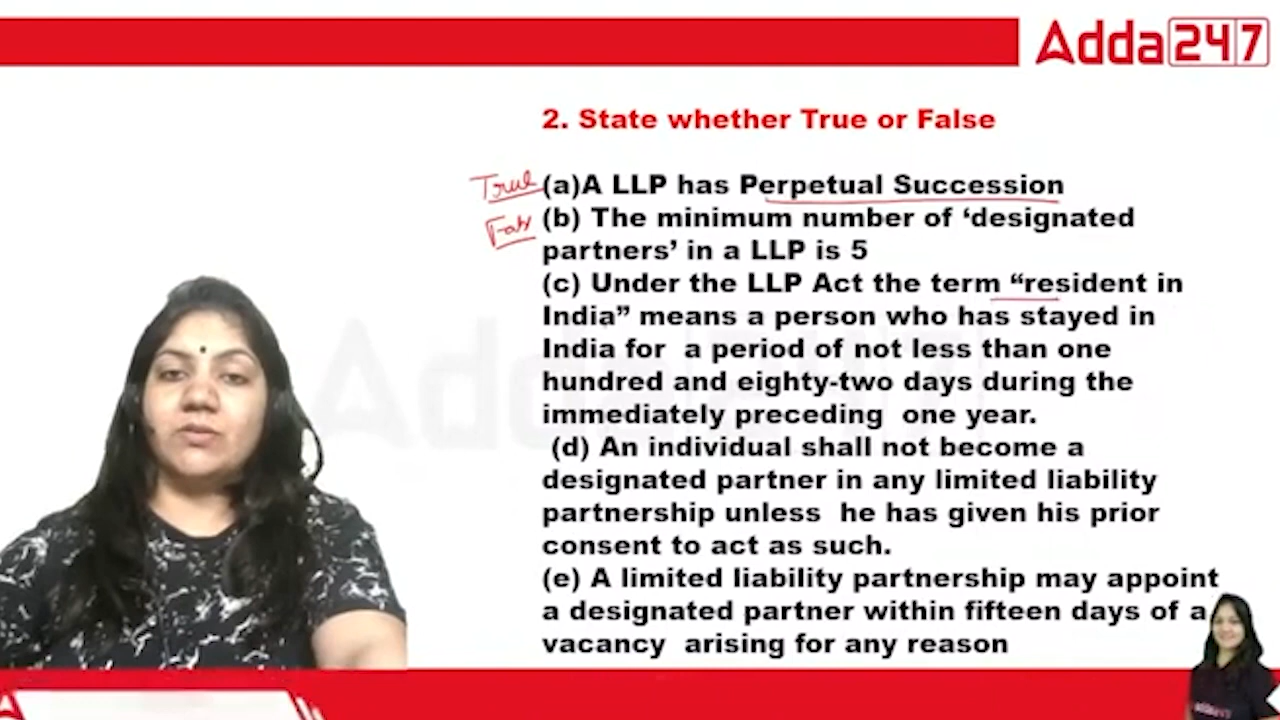 Adda247
2. State whether True or False
True (a)A LLP has Perpetual Succession
(b) The minimum number of ‘designated
partners’ in a LLP is 5
(c) Under the LLP Act the term “resident in
India” means a person who has stayed in
India for a period of not less than one
hundred and eighty-two days during the
immediately preceding one year.
(d) An individual shall not become a
designated partner in any limited liability
partnership unless he has given his prior
consent to act as such.
(e) A limited liability partnership may appoint
a designated partner within fifteen days of a
vacancy arising for any reason